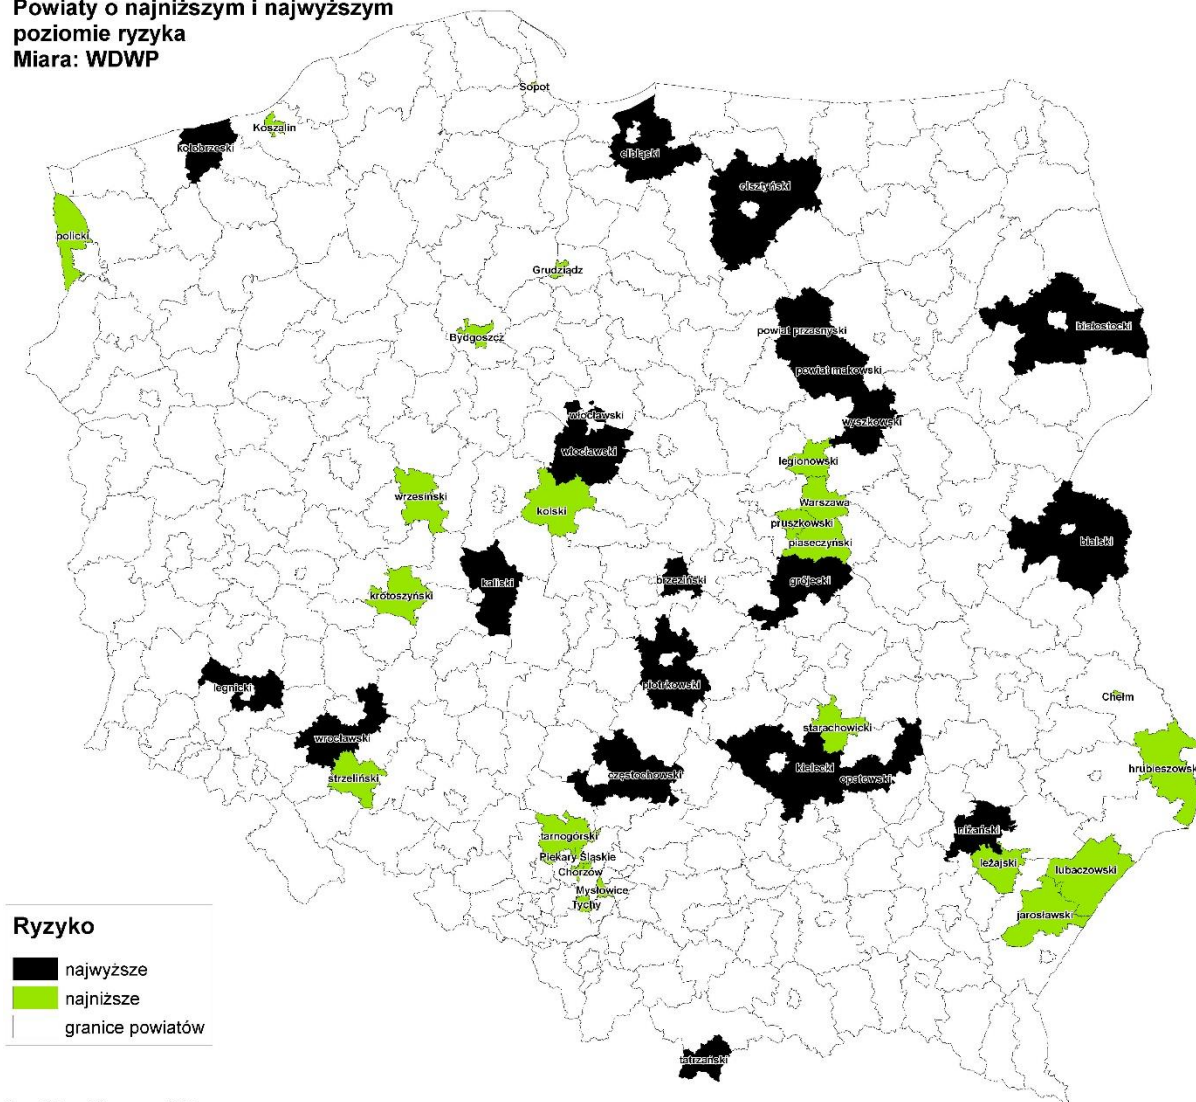 Powiaty o najniższym i najwyższym
poziomie ryzyka
Miara: WDWP
Sopot
Koszalin
kołobrzeski
elbląski
olsztyński
policki
Grudziądz
Bydgoszcz
powiat przasnyski
białostocki
powiat makowski
włocławski
wyszkowski
włocławski
legionowski
wrzesiński
Warszawa
kolski
pruszkowski
piaseczyński
bialski
kaliski
brzeziński
grójecki
krotoszyński
legnicki
piotrkowski
Chełm
starachowicki
wrocławski
kielecki
hrubieszowsk
strzeliński
częstochowski
opatowski
niżański
tarnogórski
Piekary Śląskie
leżajski
Chorzów
lubaczowski
Mysłowice
Tychy
jarosławski
Ryzyko
najwyższe
najniższe
granice powiatów
tatrzański